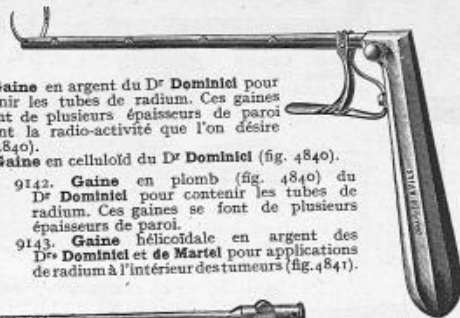 Gaine en argent du Dr Dominici pour
nir les tubes de radium. Ces gaines
nt de plusieurs épaisseurs de paroi
nt la radio-activité que l'on désire
4840).
Gaine en celluloïd du Dr Dominici (fig. 4840).
9142. Gaine en plomb (fig. 4840) du
Dr Dominici pour contenir les tubes de
radium. Ces gaines se font de plusieurs
épaisseurs de paroi.
9143. Gaine hélicoïdale en argent des
Drs Dominici et de Martel pour applications
de radium à l'intérieur des tumeurs (fig. 4841).